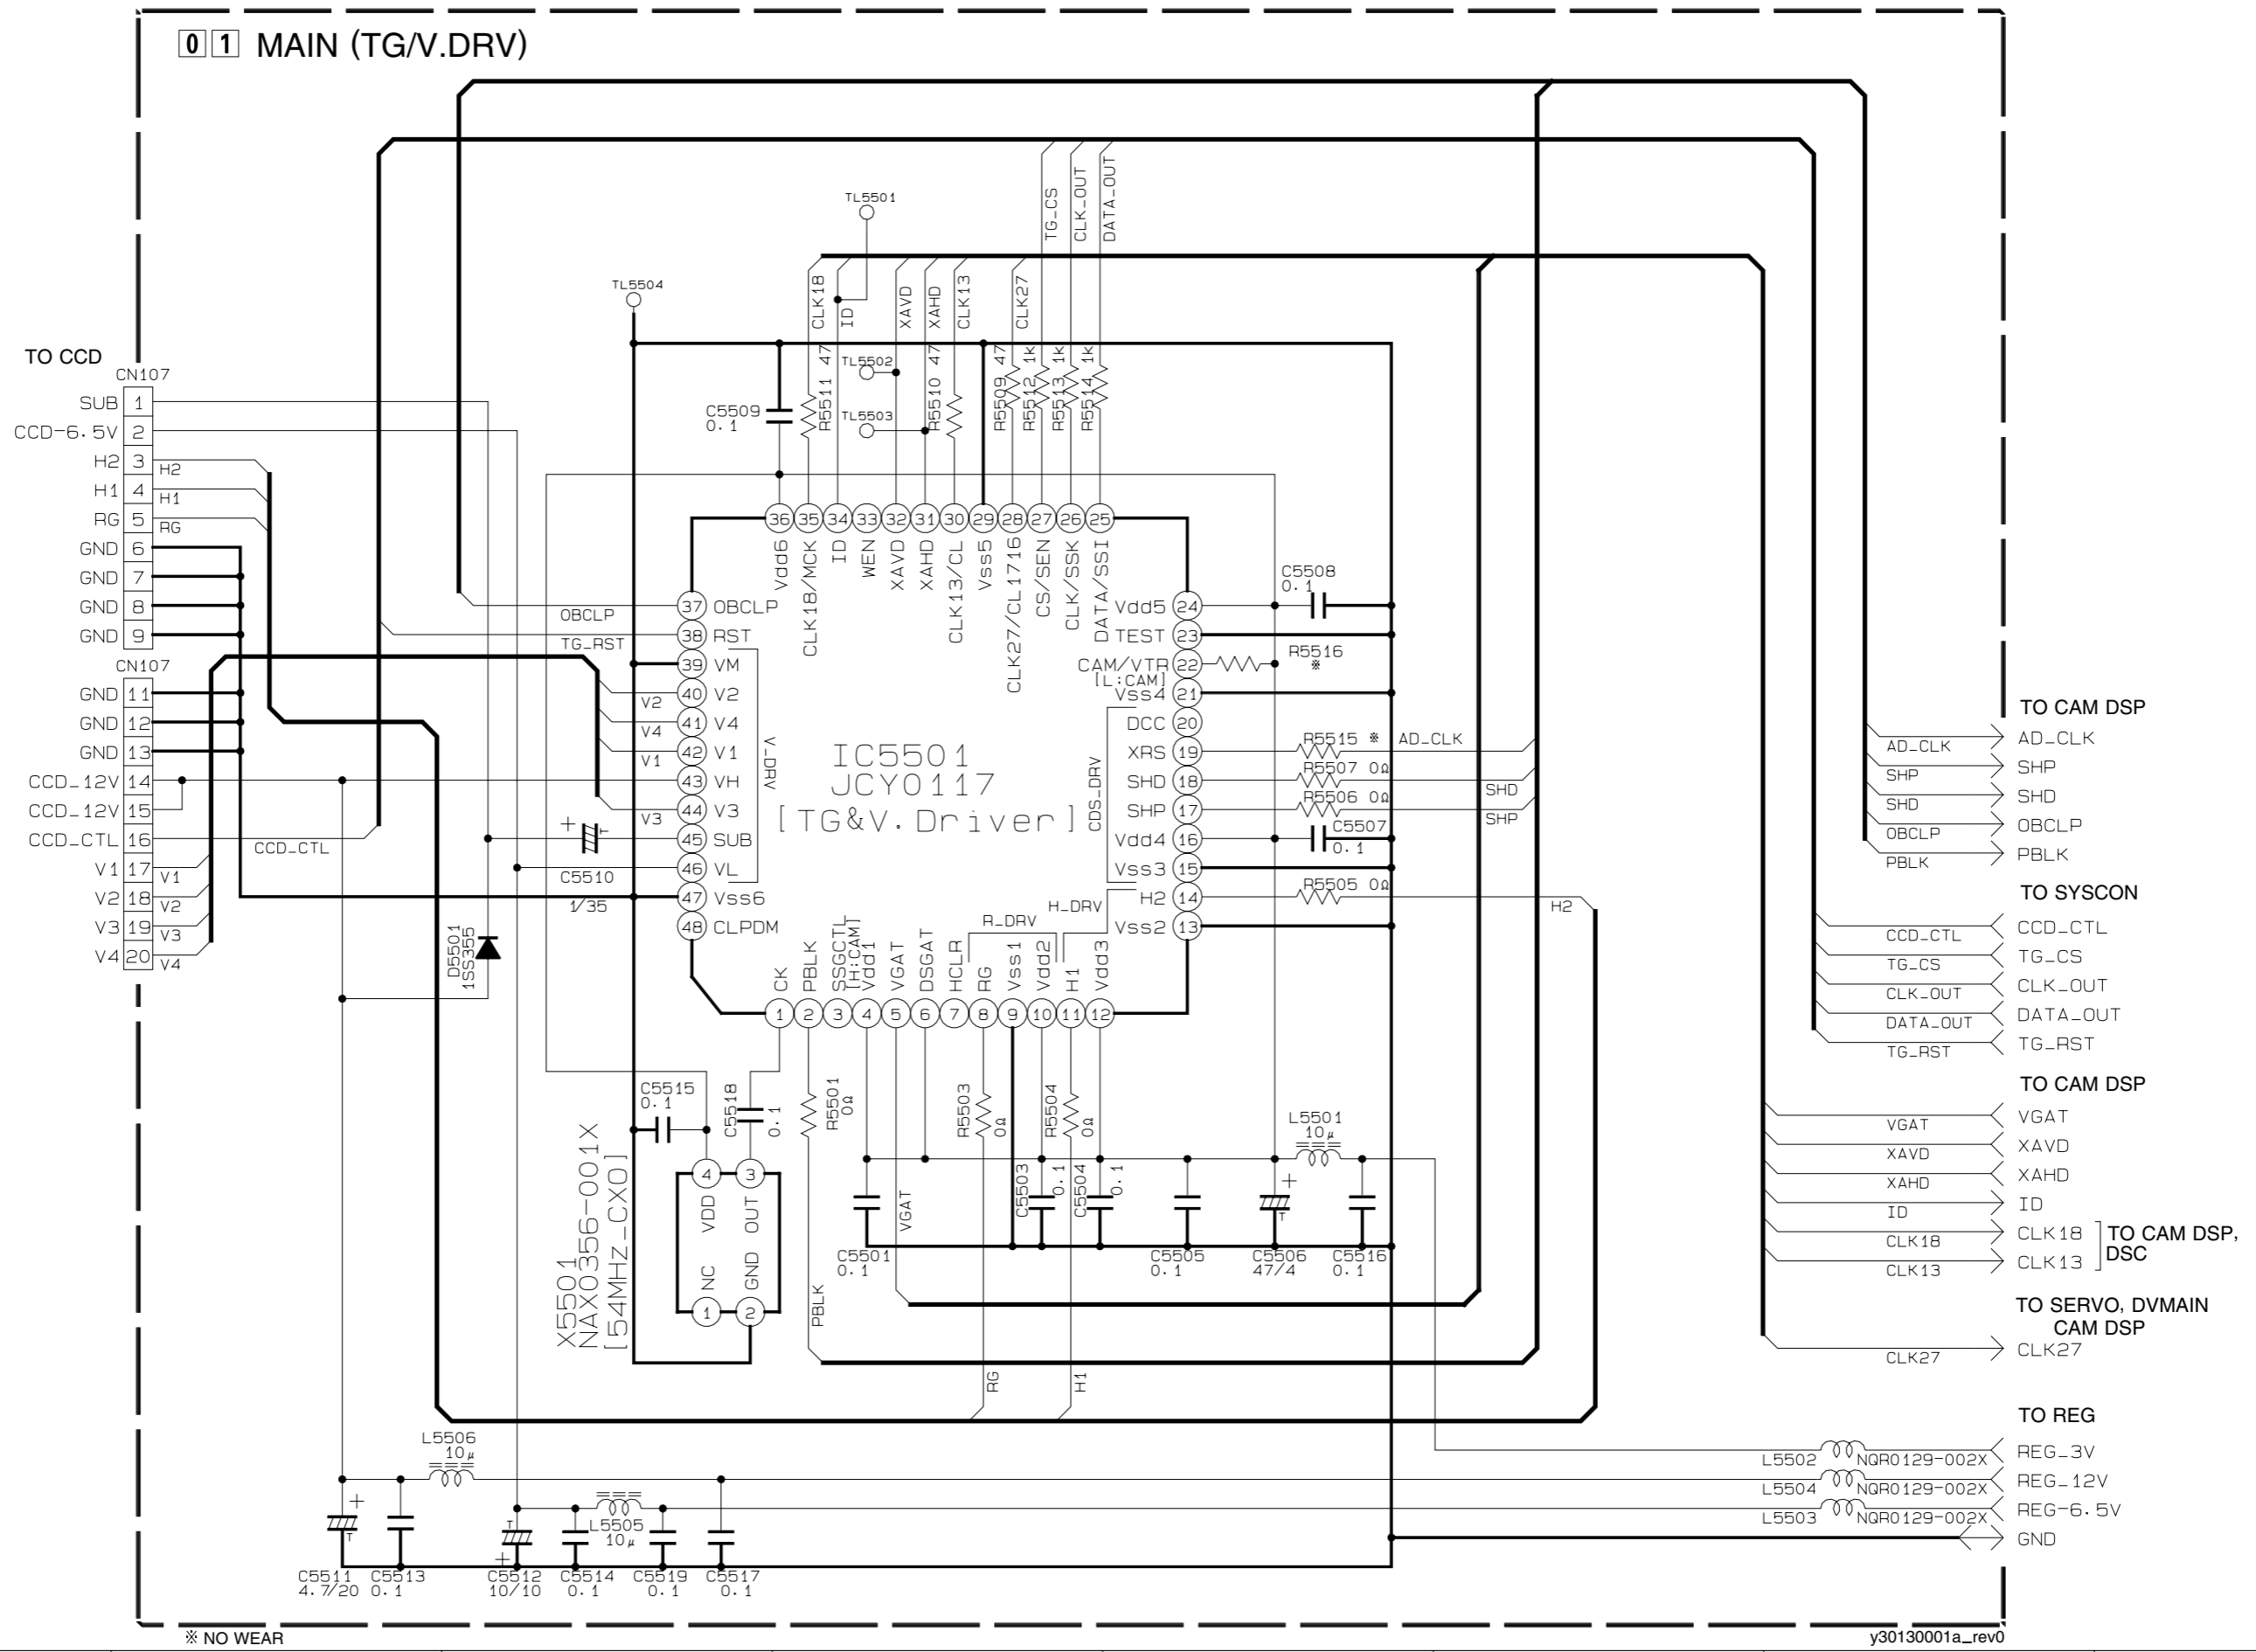 0 1 MAIN (TG/V.DRV)
TO CCD
CN107
SUB 1
CCD-6.5V 2
H2 3 H2
H1 4 H1
RG 5 RG
GND 6
GND 7
GND 8
GND 9
CN107
GND 11
GND 12
GND 13
CCD_12V 14
CCD_12V 15
CCD_CTL 16 CCD_CTL
V1 17 V1
V2 18 V2
V3 19 V3
V4 20 V4
TL5501
TL5504
TL5502
TL5503
TG_CS
CLK_OUT
DATA_OUT
CLK18
ID
XAVD
XAHD
CLK13
CLK27
C5509
0.1
R5511 47
R5510 47
R5509 47
R5512 1k
R5513 1k
R5514 1k
36 35 34 33 32 31 30 29 28 27 26 25
Vdd6
CLK18/MCK
ID
WEN
XAVD
XAHD
CLK13/CL
Vss5
CLK27/CL1716
CS/SEN
CLK/SSK
DATA/SSI
OBCLP 37 OBCLP
TG_RST 38 RST
39 VM
V2 40 V2
V4 41 V4
V1 42 V1
43 VH
V3 44 V3
45 SUB
46 VL
47 Vss6
48 CLPDM
V_DRV
+ T
C5510
1/35
D5501
1SS355
IC5501
JCY0117
[TG&V.Driver]
Vdd5 24
TEST 23
CAM/VTR 22
[L:CAM]
Vss4 21
DCC 20
XRS 19
SHD 18
SHP 17
Vdd4 16
Vss3 15
H2 14
Vss2 13
CDS_DRV
H_DRV
R_DRV
C5508
0.1
R5516
※
R5515 ※ AD_CLK
R5507 0Ω
SHD
R5506 0Ω
SHP
C5507
0.1
R5505 0Ω
H2
CK
PBLK
SSGCTL
[H:CAM]
Vdd1
VGAT
DSGAT
HCLR
RG
Vss1
Vdd2
H1
Vdd3
1 2 3 4 5 6 7 8 9 10 11 12
C5515
0.1
C5518
0.1
R5501
0Ω
R5503
0Ω
R5504
0Ω
L5501
10μ
4 3
VDD OUT
NC GND
1 2
X5501
NAX0356-001X
[54MHZ_CXO]
C5501
0.1
VGAT
C5503
0.1
C5504
0.1
C5505
0.1
+
T
C5506
47/4
C5516
0.1
PBLK
RG
H1
L5506
10μ
L5505
10μ
+
T
C5511
4.7/20
C5513
0.1
T
+
C5512
10/10
C5514
0.1
C5519
0.1
C5517
0.1
TO CAM DSP
AD_CLK AD_CLK
SHP SHP
SHD SHD
OBCLP OBCLP
PBLK PBLK
TO SYSCON
CCD_CTL CCD_CTL
TG_CS TG_CS
CLK_OUT CLK_OUT
DATA_OUT DATA_OUT
TG_RST TG_RST
TO CAM DSP
VGAT VGAT
XAVD XAVD
XAHD XAHD
ID ID
CLK18 CLK18
CLK13 CLK13
TO CAM DSP,
DSC
TO SERVO, DVMAIN
CAM DSP
CLK27 CLK27
TO REG
L5502 NQR0129-002X REG_3V
L5504 NQR0129-002X REG_12V
L5503 NQR0129-002X REG-6.5V
GND
※ NO WEAR
y30130001a_rev0